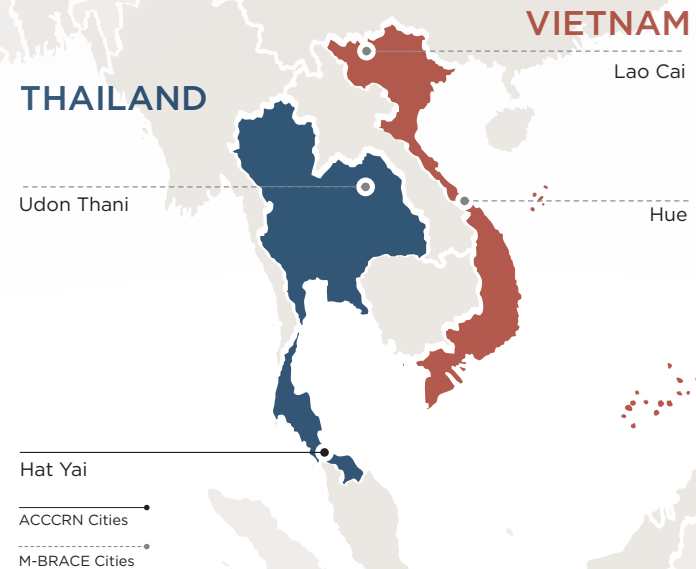 VIETNAM
Lao Cai
THAILAND
Udon Thani
Hue
Hat Yai
ACCCRN Cities
M-BRACE Cities